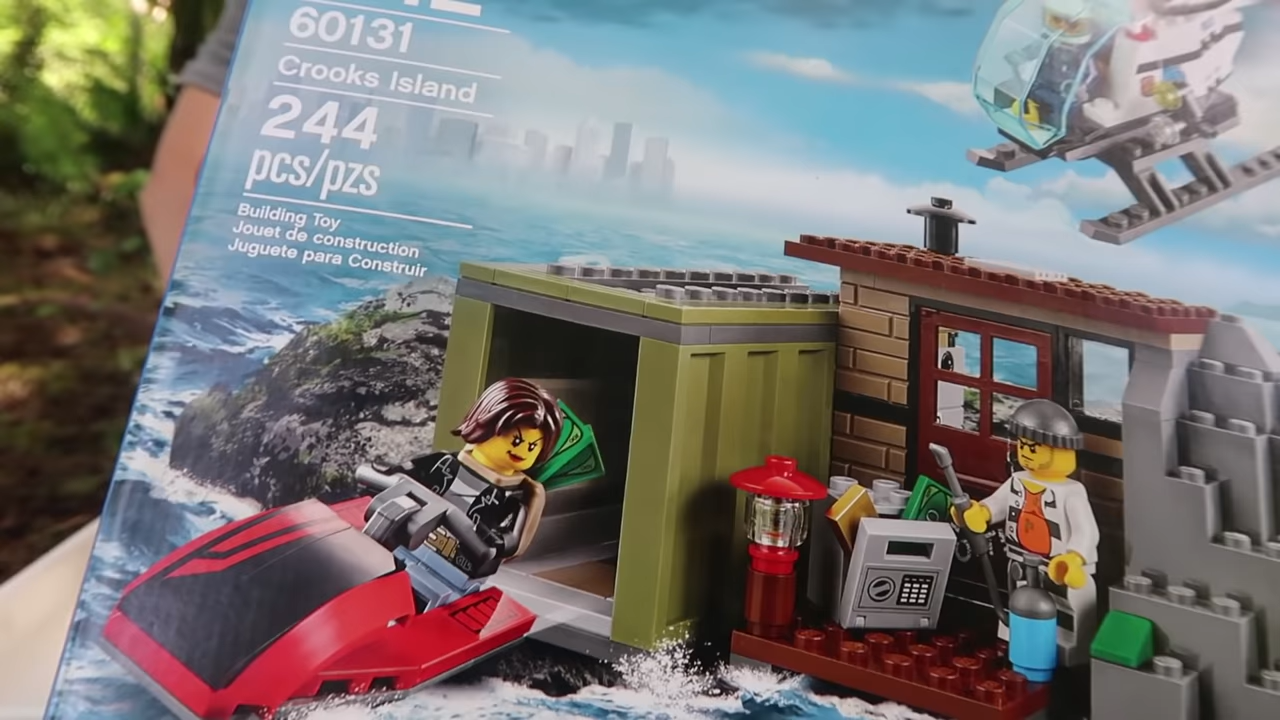 60131
Crooks Island
244
pcs/pzs
Building Toy
Jouet de construction
Juguete para Construir